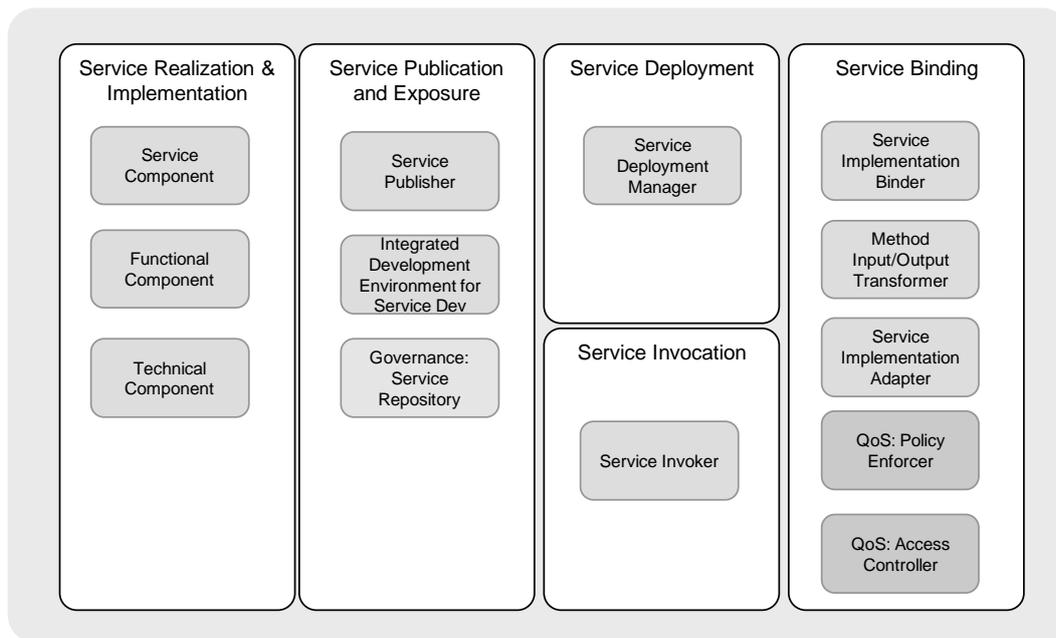 Service Realization &
Implementation
Service
Component
Functional
Component
Technical
Component
Service Publication
and Exposure
Service
Publisher
Integrated
Development
Environment for
Service Dev
Governance:
Service
Repository
Service Deployment
Service
Deployment
Manager
Service Invocation
Service Invoker
Service Binding
Service
Implementation
Binder
Method
Input/Output
Transformer
Service
Implementation
Adapter
QoS: Policy
Enforcer
QoS: Access
Controller